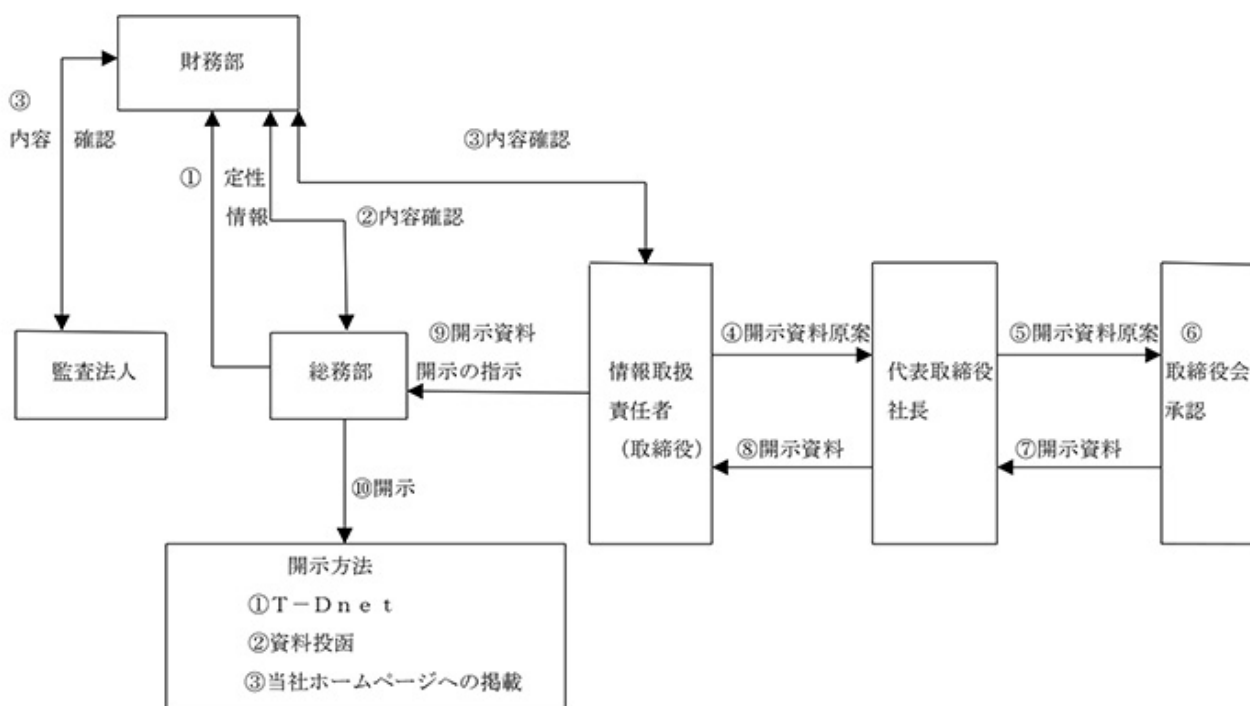 財務部
③
内容 確認
③内容確認
① 定性
情報
②内容確認
監査法人
総務部
⑨開示資料
開示の指示
情報取扱
責任者
(取締役)
④開示資料原案
代表取締役
社長
⑤開示資料原案
⑥
取締役会
承認
⑧開示資料
⑦開示資料
⑩開示
開示方法
①T-Dnet
②資料投函
③当社ホームページへの掲載